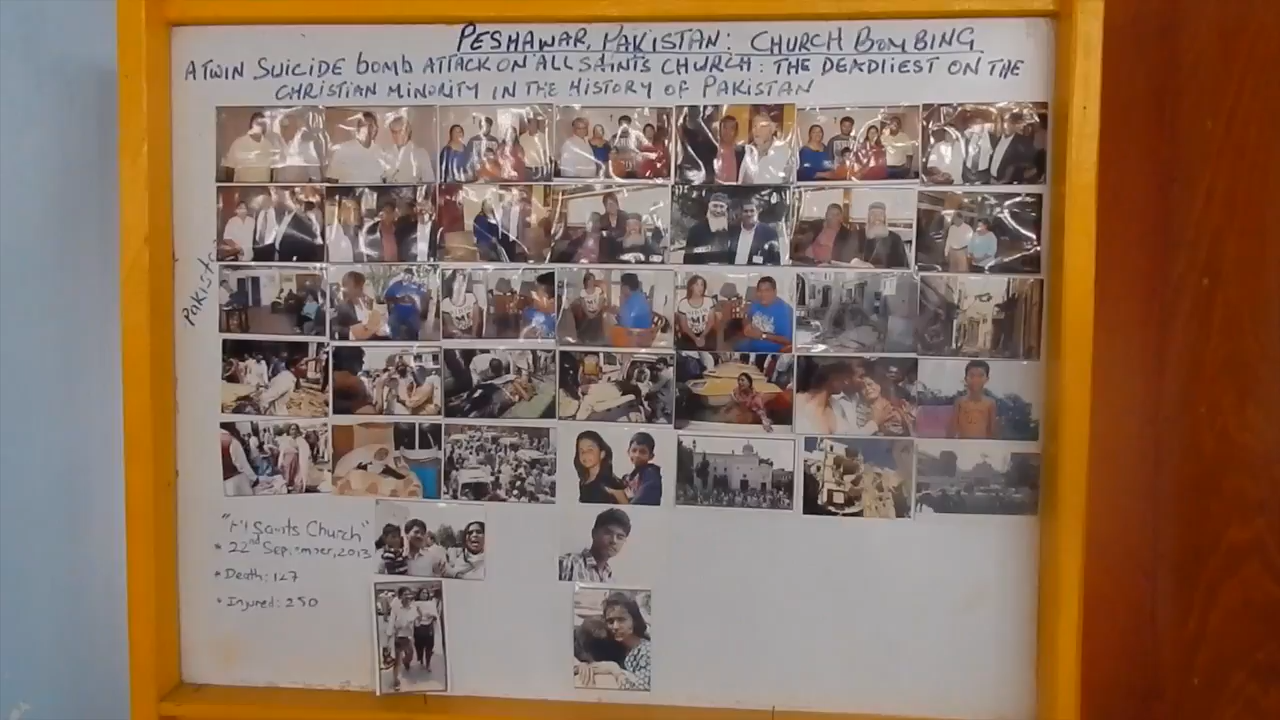 PESHAWAR, PAKISTAN: CHURCH BOMBING
A TWIN SUICIDE bomb ATTACK ON ALL SAINTS CHURCH: THE DEADLIEST ON THE
CHRISTIAN MINORITY IN THE HISTORY OF PAKISTAN
Pakistan
Saints Church"
* 22nd September, 2013
* Death: 127
* Injured: 250